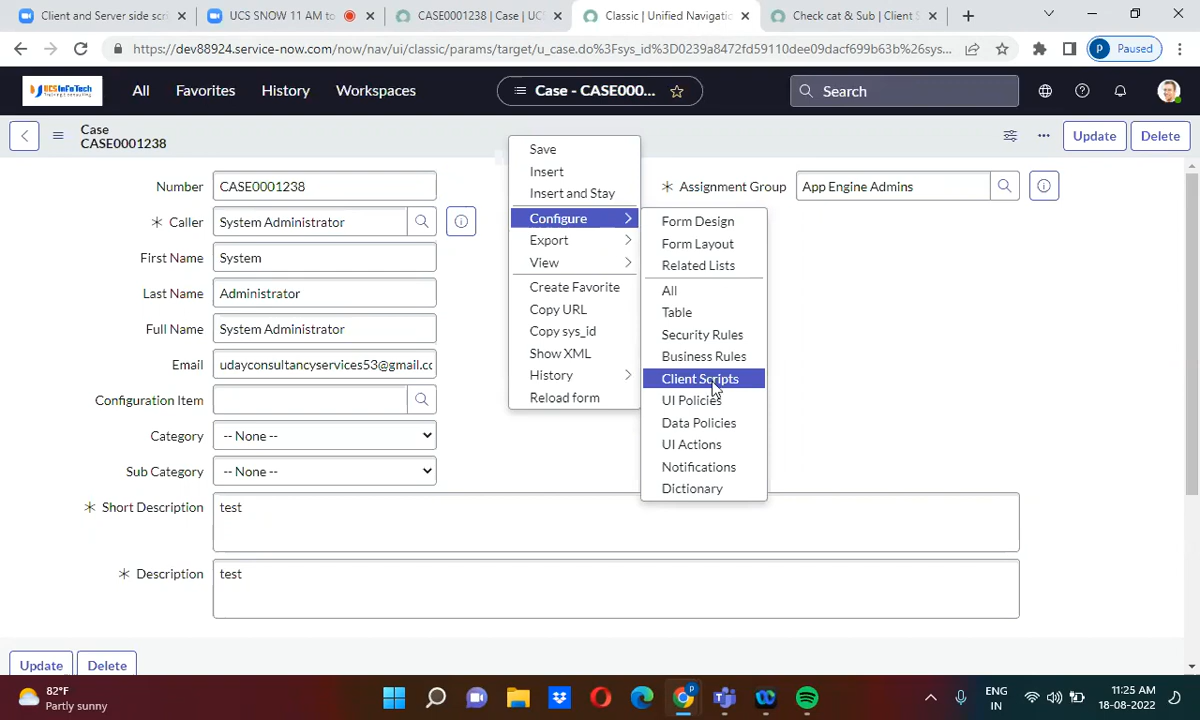 Client and Server side scri
UCS SNOW 11 AM to
CASE0001238 | Case | UCS
Classic | Unified Navigatio
Check cat & Sub | Client S
https://dev88924.service-now.com/now/nav/ui/classic/params/target/u_case.do%3Fsys_id%3D0239a8472fd59110dee09dacf699b63b%26sys...
P Paused
UCSInfoTech
All
Favorites
History
Workspaces
Case - CASE000...
Search
Case
CASE0001238
Update
Delete
Number CASE0001238
Caller System Administrator
First Name System
Last Name Administrator
Full Name System Administrator
Email udayconsultancyservices53@gmail.cc
Configuration Item
Category -- None --
Sub Category -- None --
Short Description test
Description test
Assignment Group App Engine Admins
Save
Insert
Insert and Stay
Configure
Export
View
Create Favorite
Copy URL
Copy sys_id
Show XML
History
Reload form
Form Design
Form Layout
Related Lists
All
Table
Security Rules
Business Rules
Client Scripts
UI Policies
Data Policies
UI Actions
Notifications
Dictionary
Update
Delete
82°F
Partly sunny
ENG
IN
11:25 AM
18-08-2022